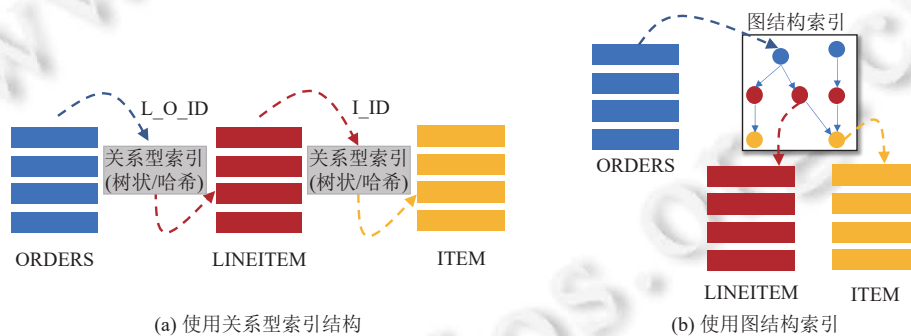 L_O_ID
I_ID
关系型索引
(树状/哈希)
关系型索引
(树状/哈希)
ORDERS
LINEITEM
ITEM
(a) 使用关系型索引结构
图结构索引
ORDERS
LINEITEM
ITEM
(b) 使用图结构索引